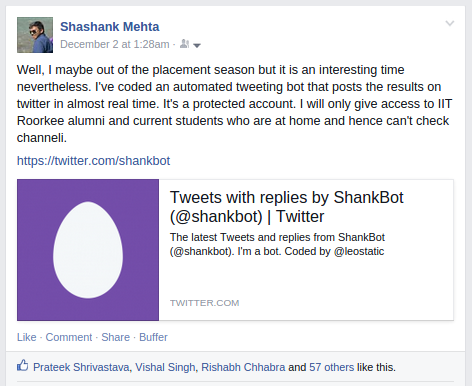 Shashank Mehta
December 2 at 1:28am ·
Well, I maybe out of the placement season but it is an interesting time
nevertheless. I've coded an automated tweeting bot that posts the results on
twitter in almost real time. It's a protected account. I will only give access to IIT
Roorkee alumni and current students who are at home and hence can't check
channeli.
https://twitter.com/shankbot
Tweets with replies by ShankBot
(@shankbot) | Twitter
The latest Tweets and replies from ShankBot
(@shankbot). I'm a bot. Coded by @leostatic
TWITTER.COM
Like · Comment · Share · Buffer
Prateek Shrivastava, Vishal Singh, Rishabh Chhabra and 57 others like this.